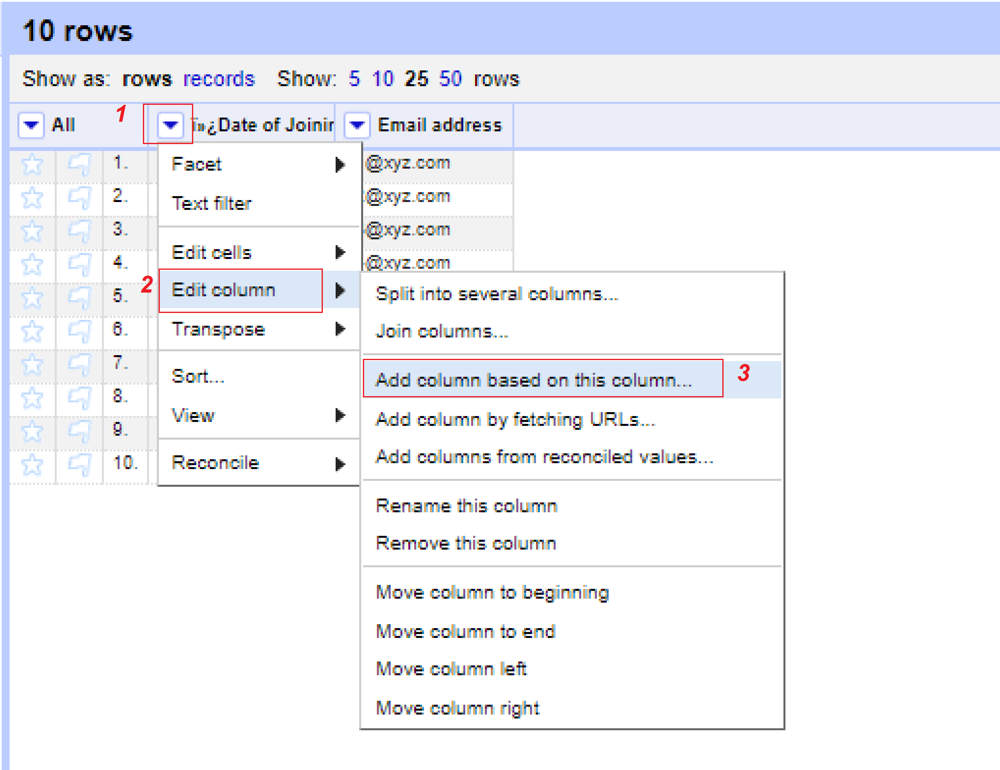 10 rows
Show as: rows records Show: 5 10 25 50 rows
1
All ï»¿Date of Joinin Email address
1. @xyz.com
2. @xyz.com
3. @xyz.com
4. @xyz.com
5.
6.
7.
8.
9.
10.
Facet
Text filter
Edit cells
2 Edit column
Transpose
Sort...
View
Reconcile
Split into several columns...
Join columns...
Add column based on this column... 3
Add column by fetching URLs...
Add columns from reconciled values...
Rename this column
Remove this column
Move column to beginning
Move column to end
Move column left
Move column right